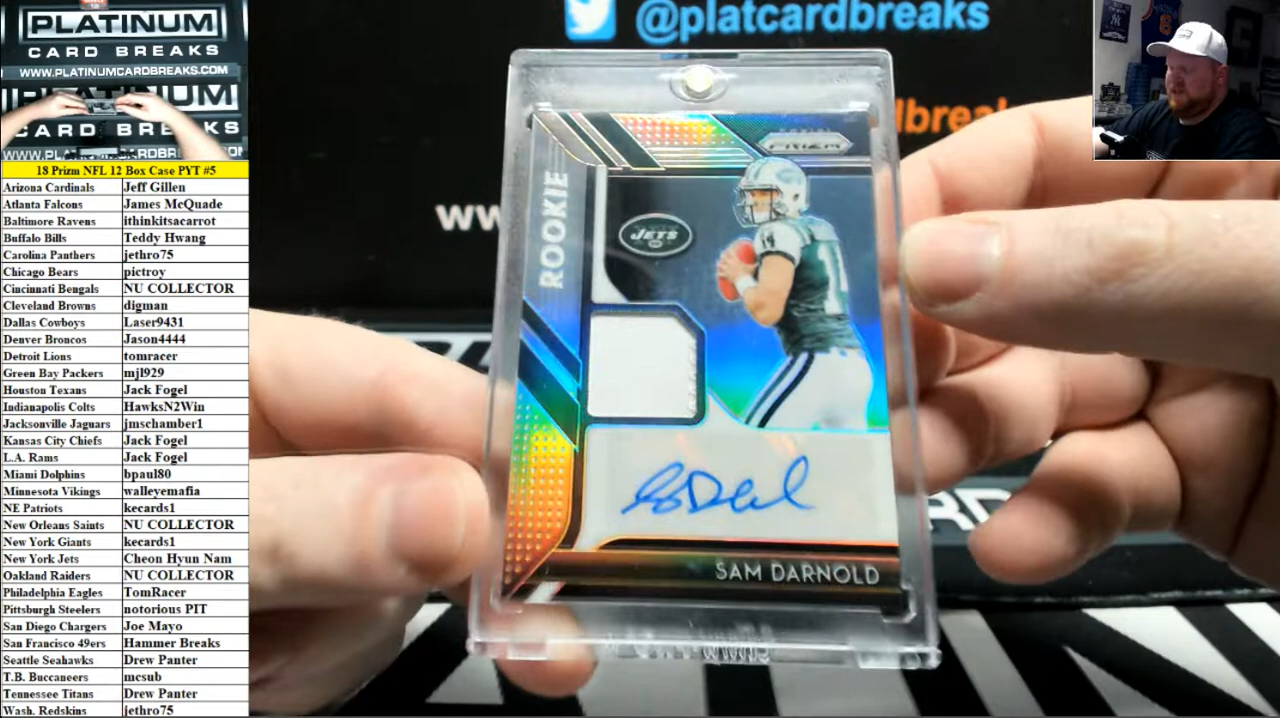 PLATINUM
CARD BREAKS
WWW.PLATINUMCARDBREAKS.COM
PLATINUM
CARD BREAKS
18 Prizm NFL 12 Box Case PYT #5
Arizona Cardinals Jeff Gillen
Atlanta Falcons James McQuade
Baltimore Ravens ithinkitsacarrot
Buffalo Bills Teddy Hwang
Carolina Panthers jethro75
Chicago Bears pictroy
Cincinnati Bengals NU COLLECTOR
Cleveland Browns digman
Dallas Cowboys Laser9431
Denver Broncos Jason4444
Detroit Lions tomracer
Green Bay Packers mjl929
Houston Texans Jack Fogel
Indianapolis Colts HawksN2Win
Jacksonville Jaguars jmschamber1
Kansas City Chiefs Jack Fogel
L.A. Rams Jack Fogel
Miami Dolphins bpaul80
Minnesota Vikings walleyemafia
NE Patriots kecards1
New Orleans Saints NU COLLECTOR
New York Giants kecards1
New York Jets Cheon Hyun Nam
Oakland Raiders NU COLLECTOR
Philadelphia Eagles TomRacer
Pittsburgh Steelers notorious PIT
San Diego Chargers Joe Mayo
San Francisco 49ers Hammer Breaks
Seattle Seahawks Drew Panter
T.B. Buccaneers mcsub
Tennessee Titans Drew Panter
Wash. Redskins jethro75
@platcardbreaks
PRIZM
ROOKIE
JETS
14
SAM DARNOLD